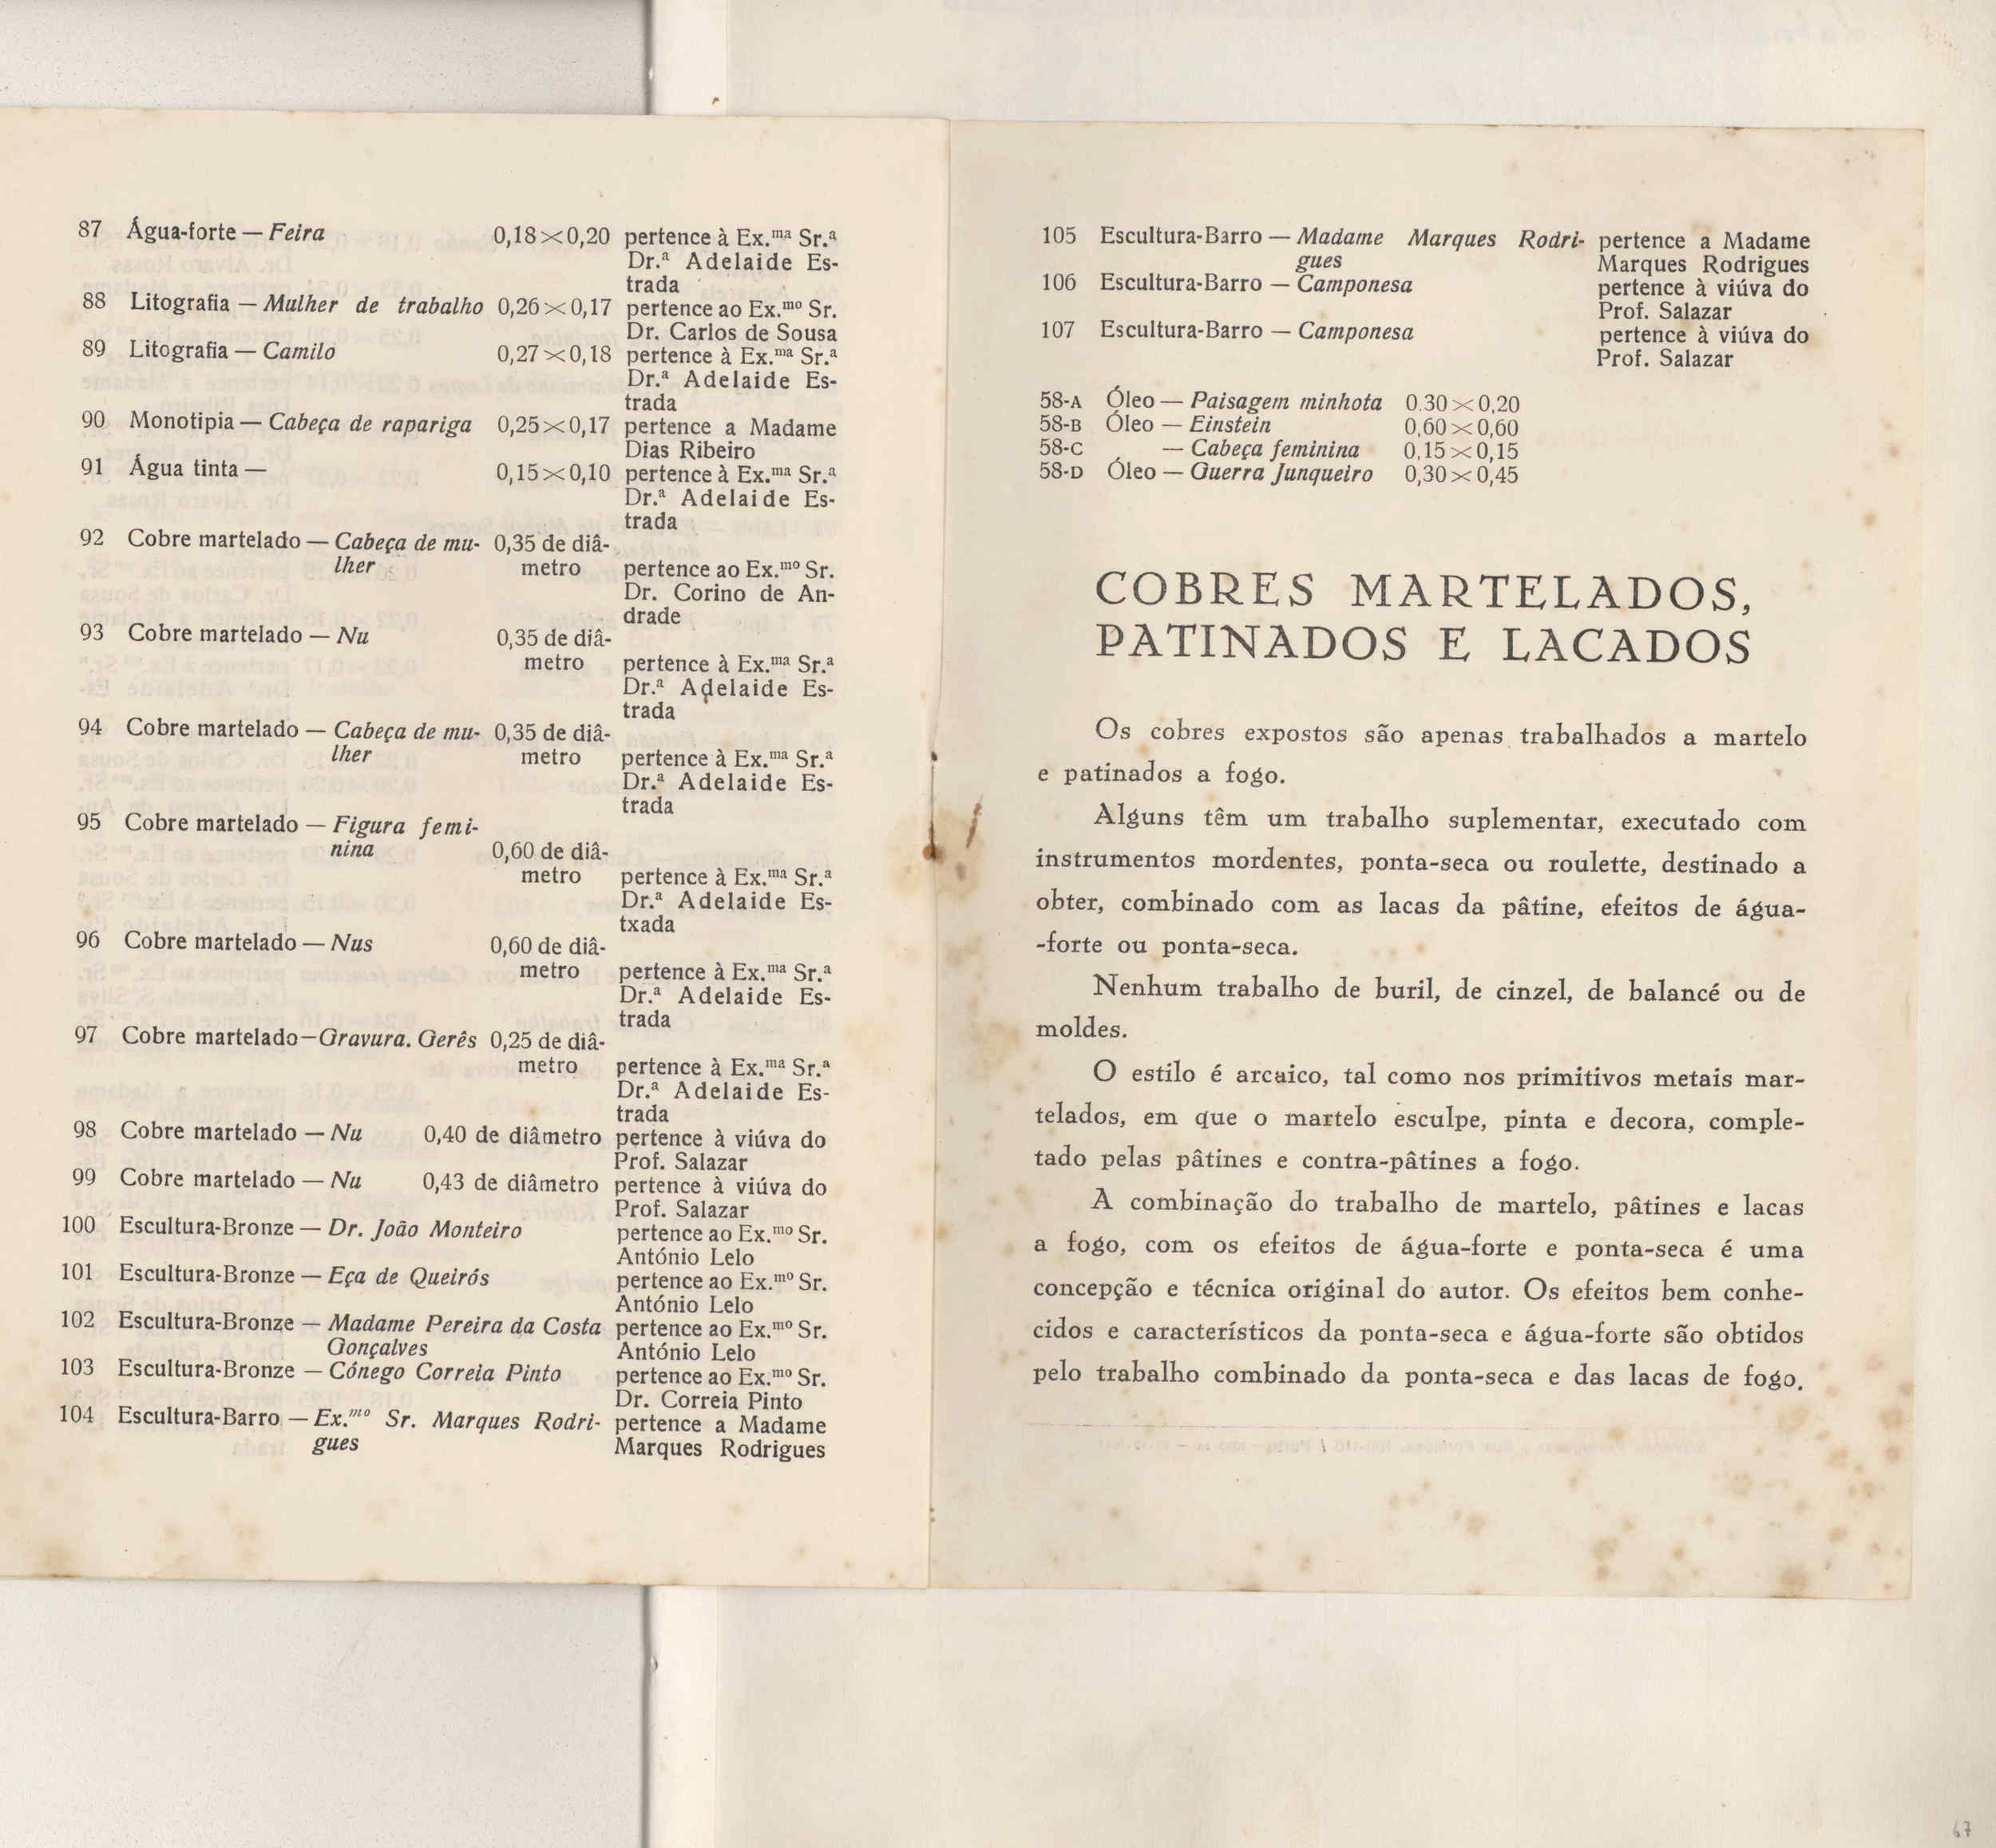 87 Água-forte — Feira 0,18×0,20 pertence à Ex.ma Sr.a
Dr.a Adelaide Es-
trada
88 Litografia — Mulher de trabalho 0,26×0,17 pertence ao Ex.mo Sr.
Dr. Carlos de Sousa
89 Litografia — Camilo 0,27×0,18 pertence à Ex.ma Sr.a
Dr.a Adelaide Es-
trada
90 Monotipia — Cabeça de rapariga 0,25×0,17 pertence a Madame
Dias Ribeiro
91 Água tinta — 0,15×0,10 pertence à Ex.ma Sr.a
Dr.a Adelaide Es-
trada
92 Cobre martelado — Cabeça de mu- 0,35 de diâ-
lher metro pertence ao Ex.mo Sr.
Dr. Corino de An-
drade
93 Cobre martelado — Nu 0,35 de diâ-
metro pertence à Ex.ma Sr.a
Dr.a Adelaide Es-
trada
94 Cobre martelado — Cabeça de mu- 0,35 de diâ-
lher metro pertence à Ex.ma Sr.a
Dr.a Adelaide Es-
trada
95 Cobre martelado — Figura femi-
nina 0,60 de diâ-
metro pertence à Ex.ma Sr.a
Dr.a Adelaide Es-
txada
96 Cobre martelado — Nus 0,60 de diâ-
metro pertence à Ex.ma Sr.a
Dr.a Adelaide Es-
trada
97 Cobre martelado—Gravura. Gerês 0,25 de diâ-
metro pertence à Ex.ma Sr.a
Dr.a Adelaide Es-
trada
98 Cobre martelado — Nu 0,40 de diâmetro pertence à viúva do
Prof. Salazar
99 Cobre martelado — Nu 0,43 de diâmetro pertence à viúva do
Prof. Salazar
100 Escultura-Bronze — Dr. João Monteiro pertence ao Ex.mo Sr.
António Lelo
101 Escultura-Bronze — Eça de Queirós pertence ao Ex.mo Sr.
António Lelo
102 Escultura-Bronze — Madame Pereira da Costa pertence ao Ex.mo Sr.
Gonçalves António Lelo
103 Escultura-Bronze — Cónego Correia Pinto pertence ao Ex.mo Sr.
Dr. Correia Pinto
104 Escultura-Barro — Ex.mo Sr. Marques Rodri- pertence a Madame
gues Marques Rodrigues
105 Escultura-Barro — Madame Marques Rodri- pertence a Madame
gues Marques Rodrigues
106 Escultura-Barro — Camponesa pertence à viúva do
Prof. Salazar
107 Escultura-Barro — Camponesa pertence à viúva do
Prof. Salazar
58-A Óleo — Paisagem minhota 0.30×0,20
58-B Óleo — Einstein 0,60×0,60
58-C — Cabeça feminina 0,15×0,15
58-D Óleo — Guerra Junqueiro 0,30×0,45
COBRES MARTELADOS,
PATINADOS E LACADOS
Os cobres expostos são apenas trabalhados a martelo
e patinados a fogo.
Alguns têm um trabalho suplementar, executado com
instrumentos mordentes, ponta-seca ou roulette, destinado a
obter, combinado com as lacas da pâtine, efeitos de água-
-forte ou ponta-seca.
Nenhum trabalho de buril, de cinzel, de balancé ou de
moldes.
O estilo é arcaico, tal como nos primitivos metais mar-
telados, em que o martelo esculpe, pinta e decora, comple-
tado pelas pâtines e contra-pâtines a fogo.
A combinação do trabalho de martelo, pâtines e lacas
a fogo, com os efeitos de água-forte e ponta-seca é uma
concepção e técnica original do autor. Os efeitos bem conhe-
cidos e característicos da ponta-seca e água-forte são obtidos
pelo trabalho combinado da ponta-seca e das lacas de fogo.
67